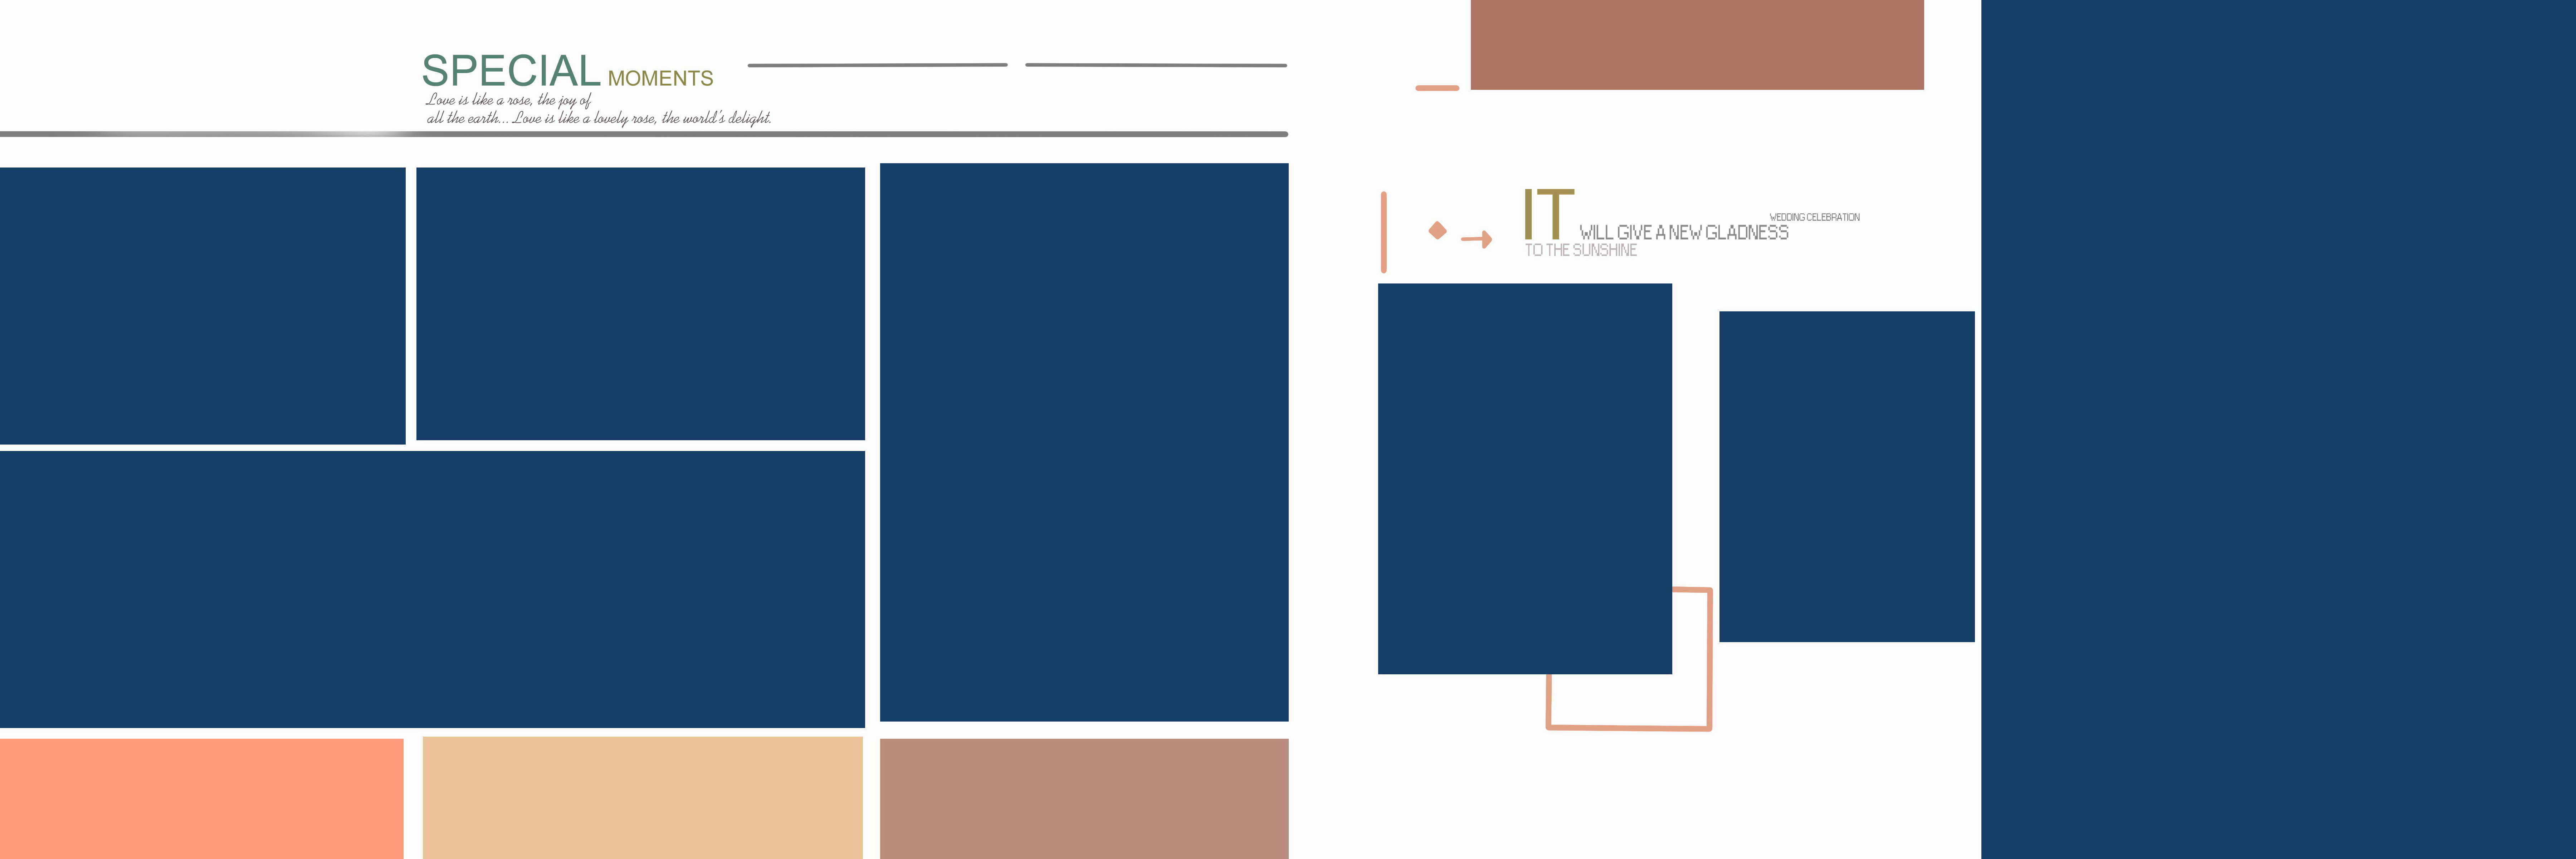 SPECIAL MOMENTS
Love is like a rose, the joy of
all the earth... Love is like a lovely rose, the world's delight.
WEDDING CELEBRATION
IT WILL GIVE A NEW GLADNESS
TO THE SUNSHINE